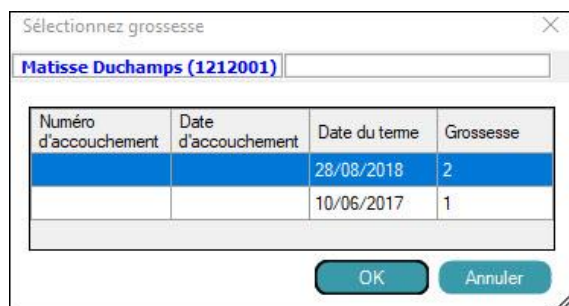 Sélectionnez grossesse
Matisse Duchamps (1212001)
Numéro d'accouchement Date d'accouchement Date du terme Grossesse
28/08/2018 2
10/06/2017 1
OK Annuler